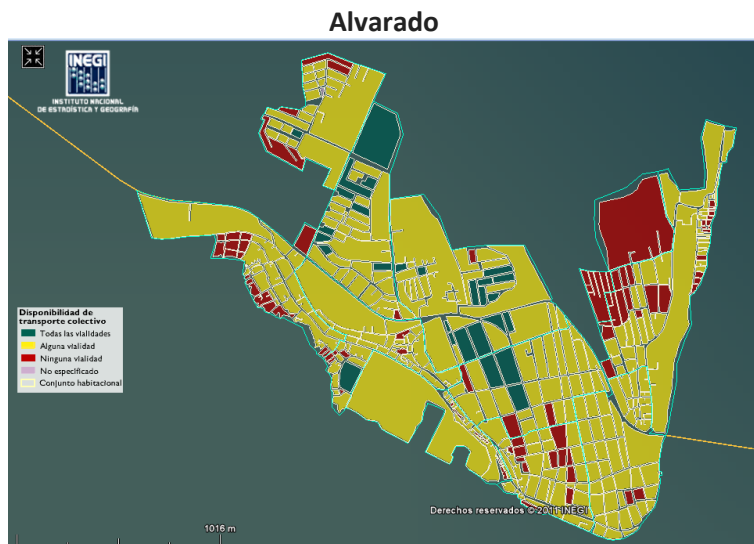 Alvarado
INEGI
INSTITUTO NACIONAL
DE ESTADÍSTICA Y GEOGRAFÍA
Disponibilidad de
transporte colectivo
Todas las vialidades
Alguna vialidad
Ninguna vialidad
No especificado
Conjunto habitacional
Derechos reservados © 2011 INEGI
1016 m